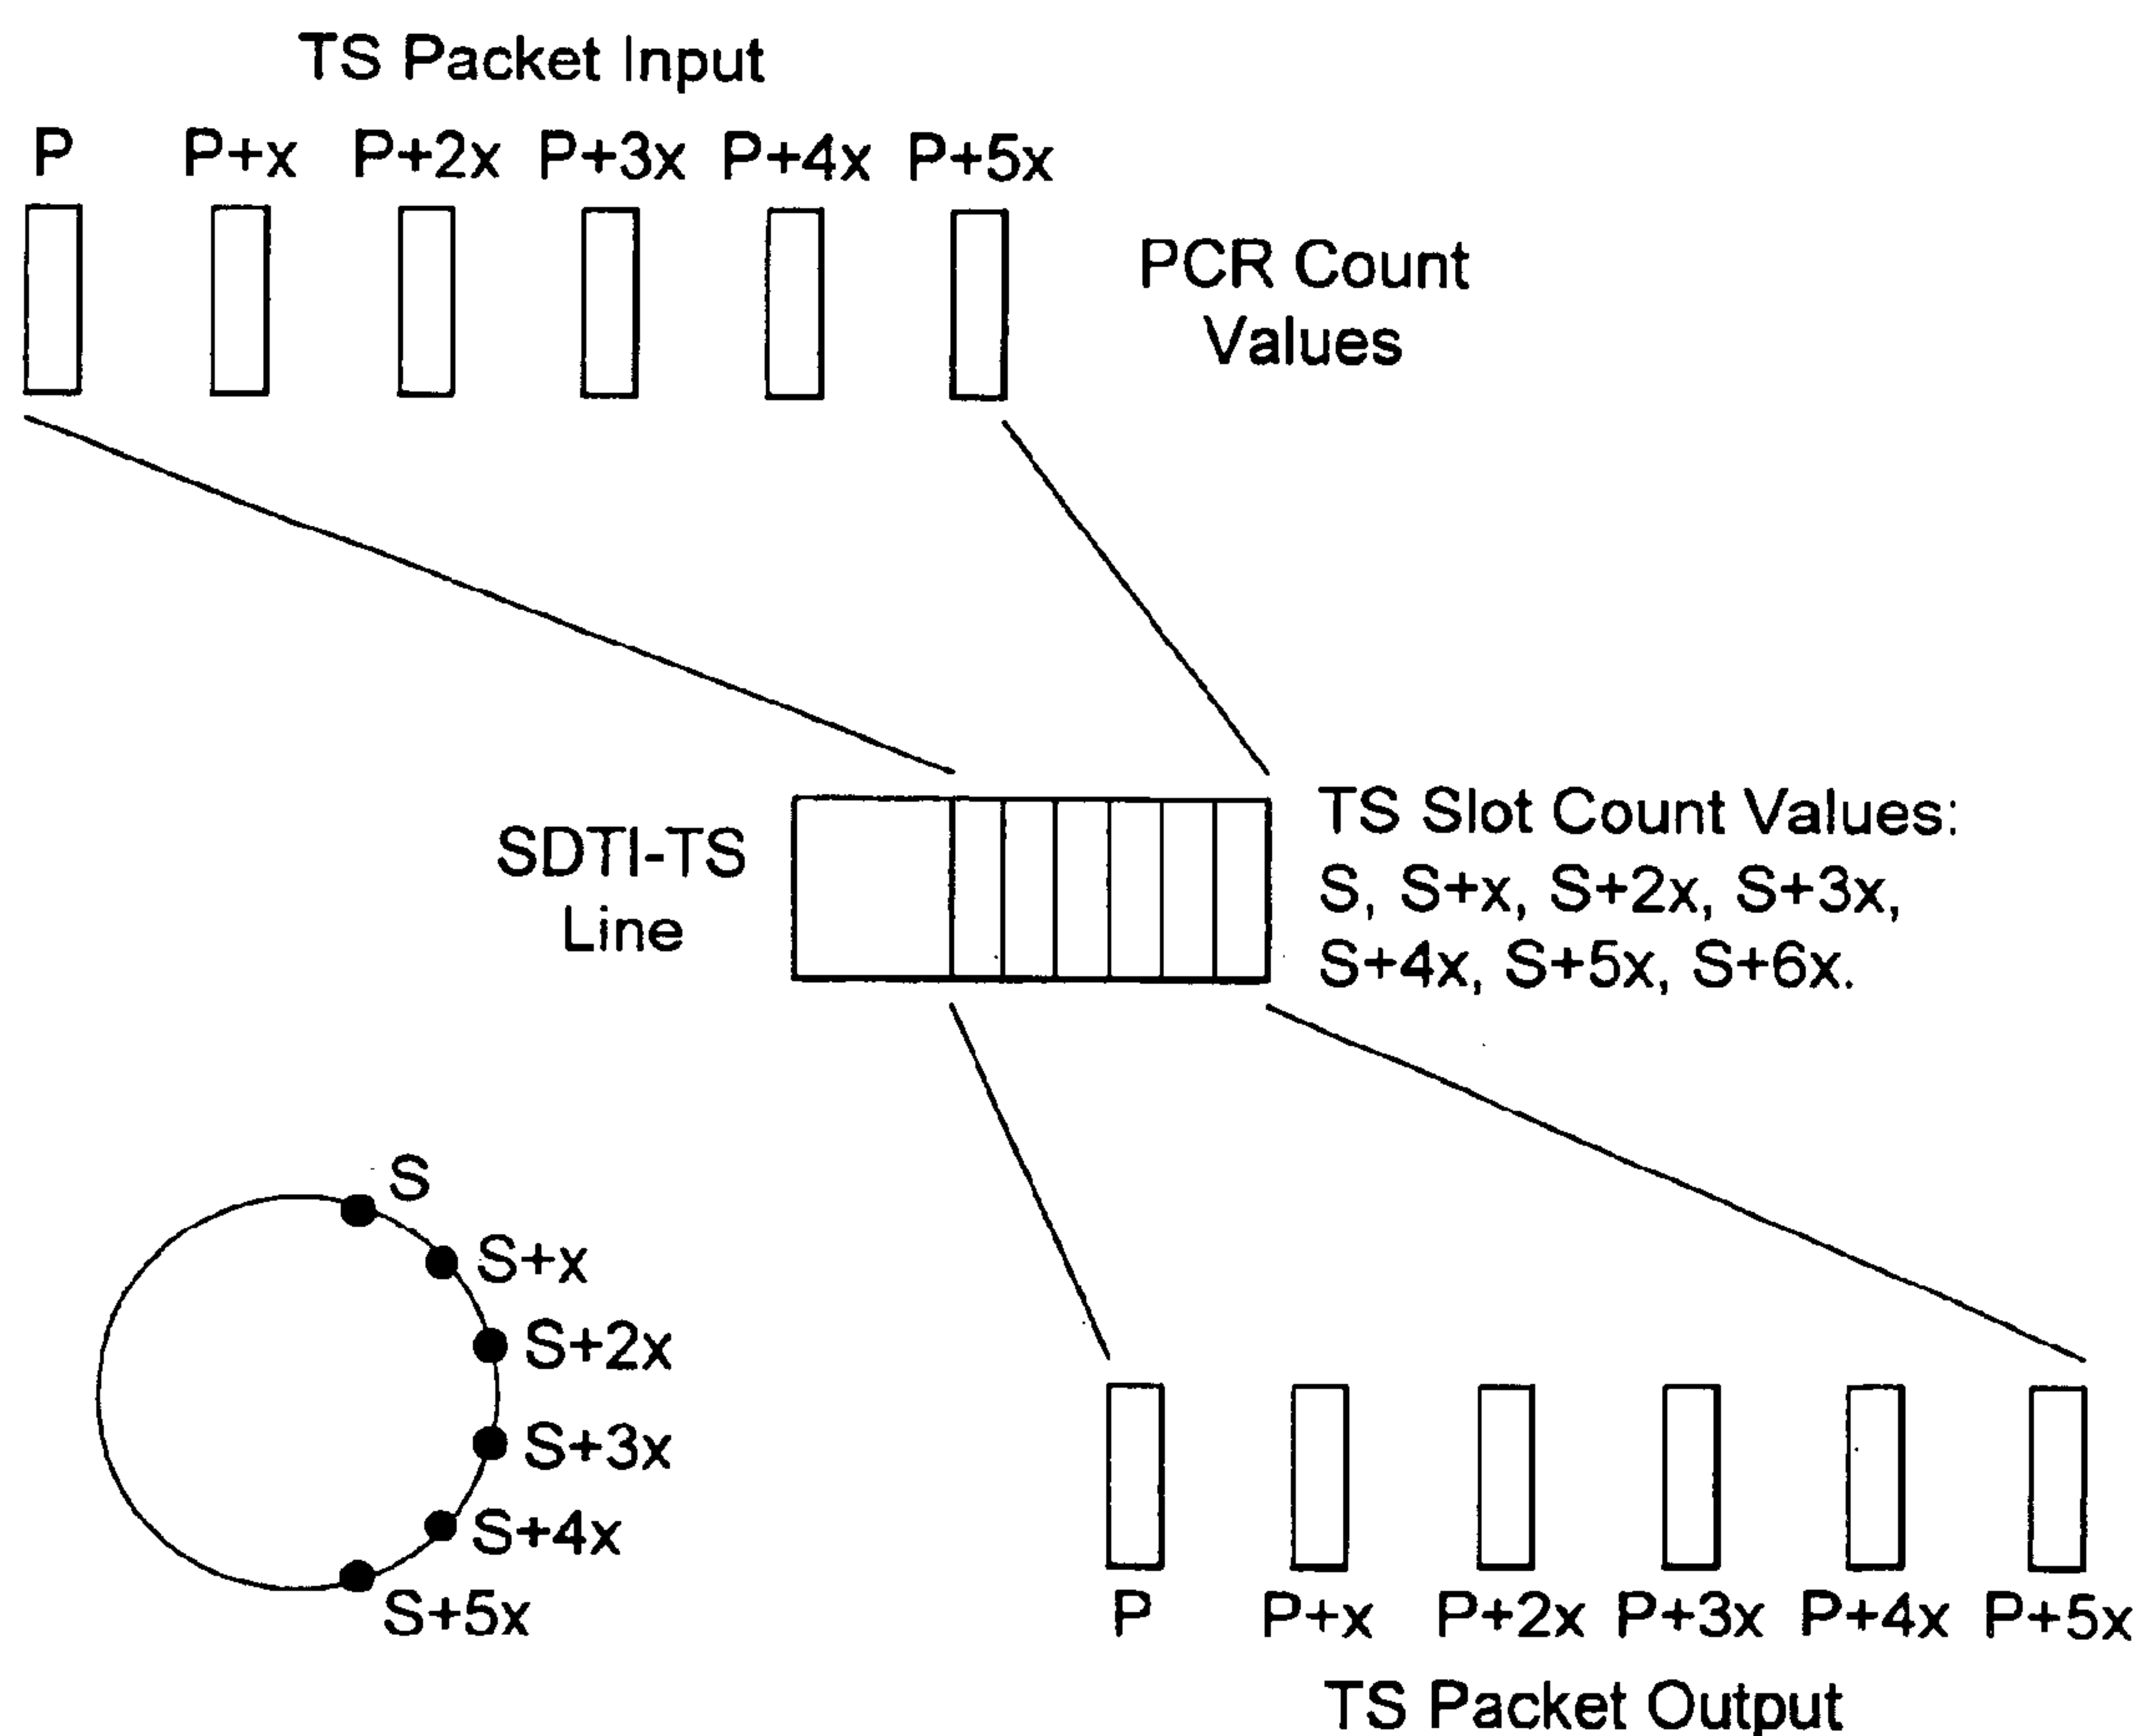 TS Packet Input
P P+x P+2x P+3x P+4x P+5x
PCR Count
Values
SDTI-TS
Line
TS Slot Count Values:
S, S+x, S+2x, S+3x,
S+4x, S+5x, S+6x.
S
S+x
S+2x
S+3x
S+4x
S+5x
P P+x P+2x P+3x P+4x P+5x
TS Packet Output